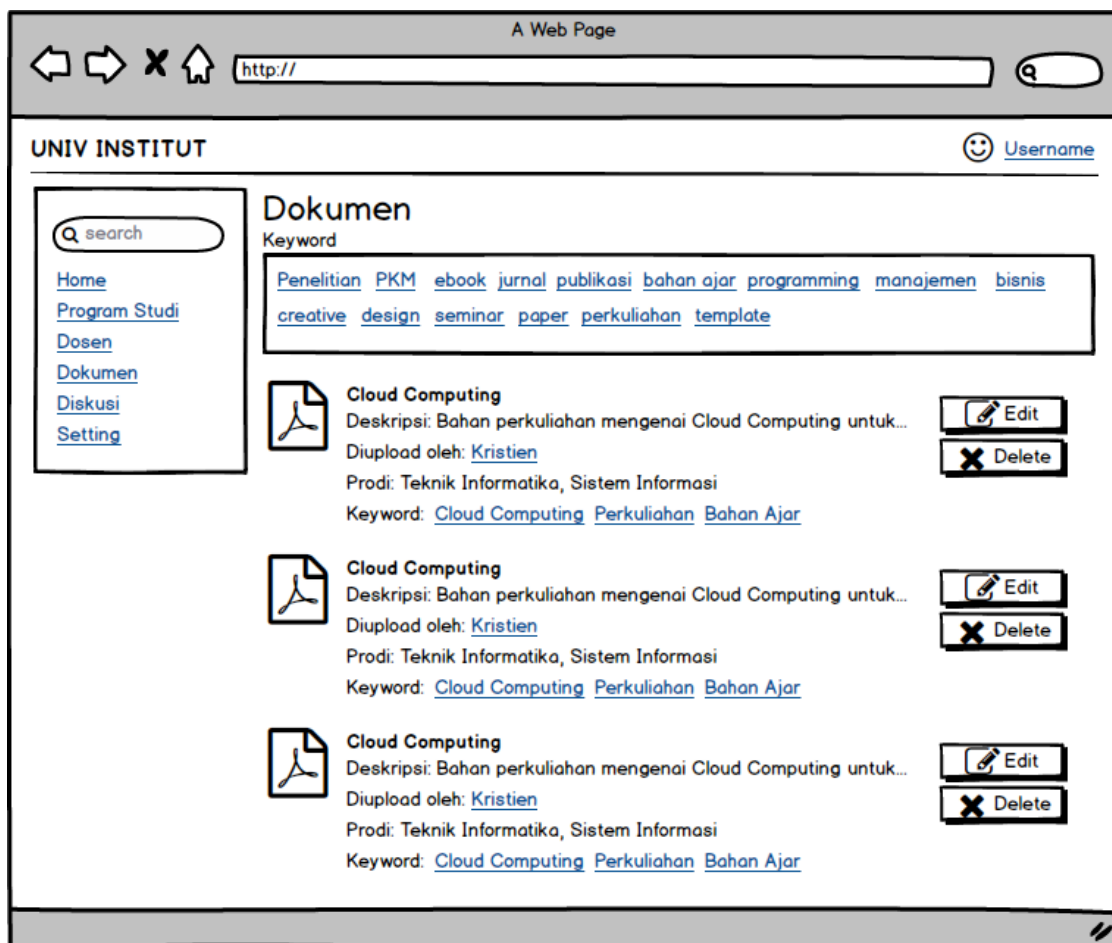 A Web Page
http://
UNIV INSTITUT
Username
search
Home
Program Studi
Dosen
Dokumen
Diskusi
Setting
Dokumen
Keyword
Penelitian PKM ebook jurnal publikasi bahan ajar programming manajemen bisnis
creative design seminar paper perkuliahan template
Cloud Computing
Deskripsi: Bahan perkuliahan mengenai Cloud Computing untuk...
Diupload oleh: Kristien
Prodi: Teknik Informatika, Sistem Informasi
Keyword: Cloud Computing Perkuliahan Bahan Ajar
Edit
Delete
Cloud Computing
Deskripsi: Bahan perkuliahan mengenai Cloud Computing untuk...
Diupload oleh: Kristien
Prodi: Teknik Informatika, Sistem Informasi
Keyword: Cloud Computing Perkuliahan Bahan Ajar
Edit
Delete
Cloud Computing
Deskripsi: Bahan perkuliahan mengenai Cloud Computing untuk...
Diupload oleh: Kristien
Prodi: Teknik Informatika, Sistem Informasi
Keyword: Cloud Computing Perkuliahan Bahan Ajar
Edit
Delete